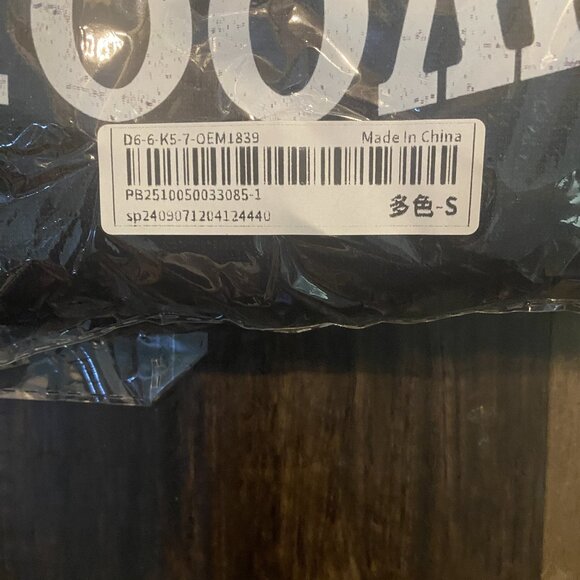 D6-6-K5-7-OEM1839
Made In China
PB2510050033085-1
sp2409071204124440
多色-S